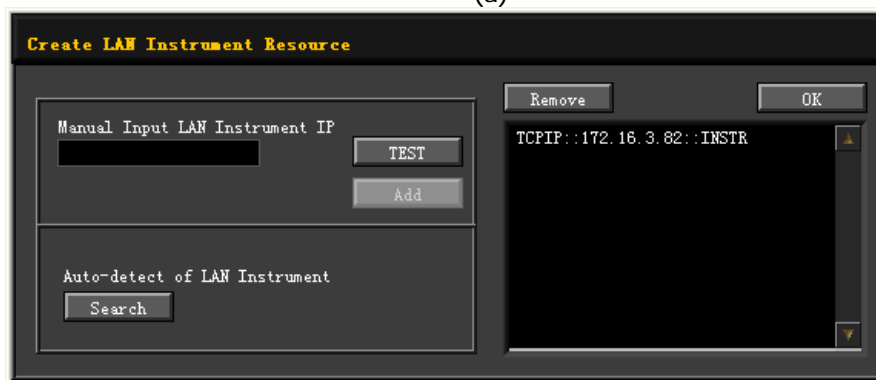 (a)
Create LAN Instrument Resource
Manual Input LAN Instrument IP
TEST
Add
Auto-detect of LAN Instrument
Search
Remove
OK
TCPIP::172.16.3.82::INSTR